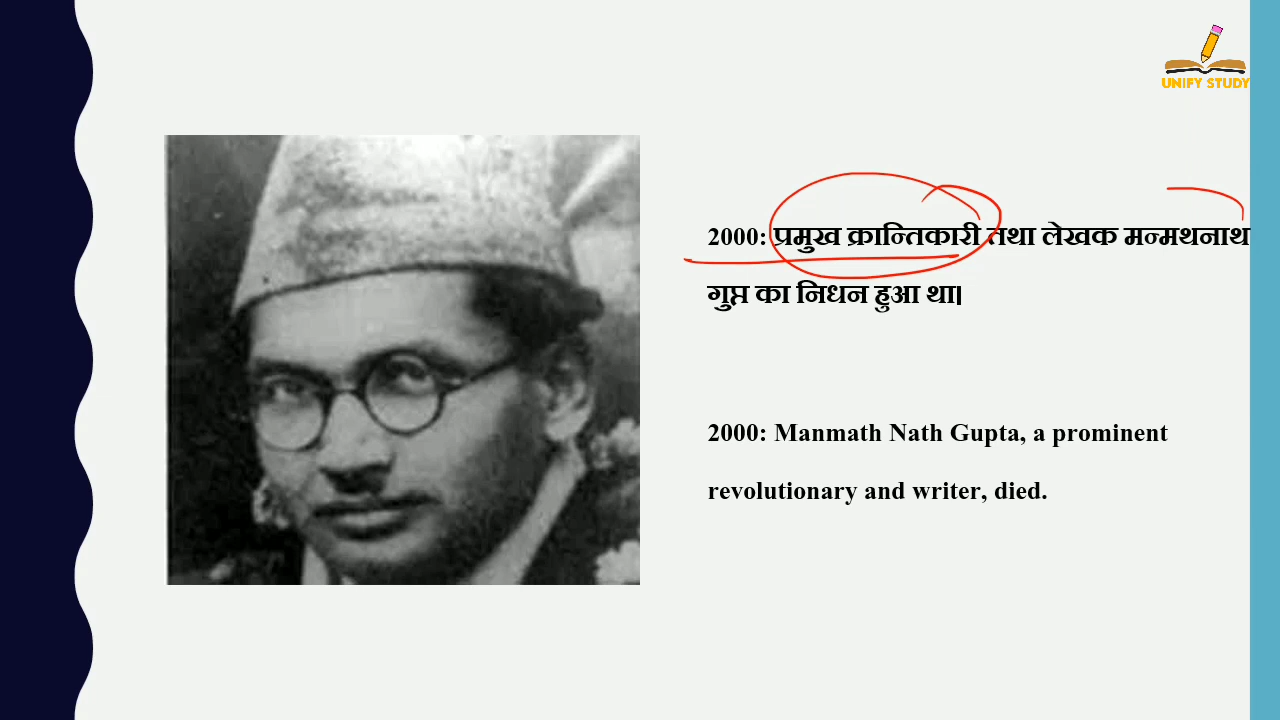 UNIFY STUDY
2000: प्रमुख क्रान्तिकारी तथा लेखक मन्मथनाथ
गुप्त का निधन हुआ था।
2000: Manmath Nath Gupta, a prominent
revolutionary and writer, died.